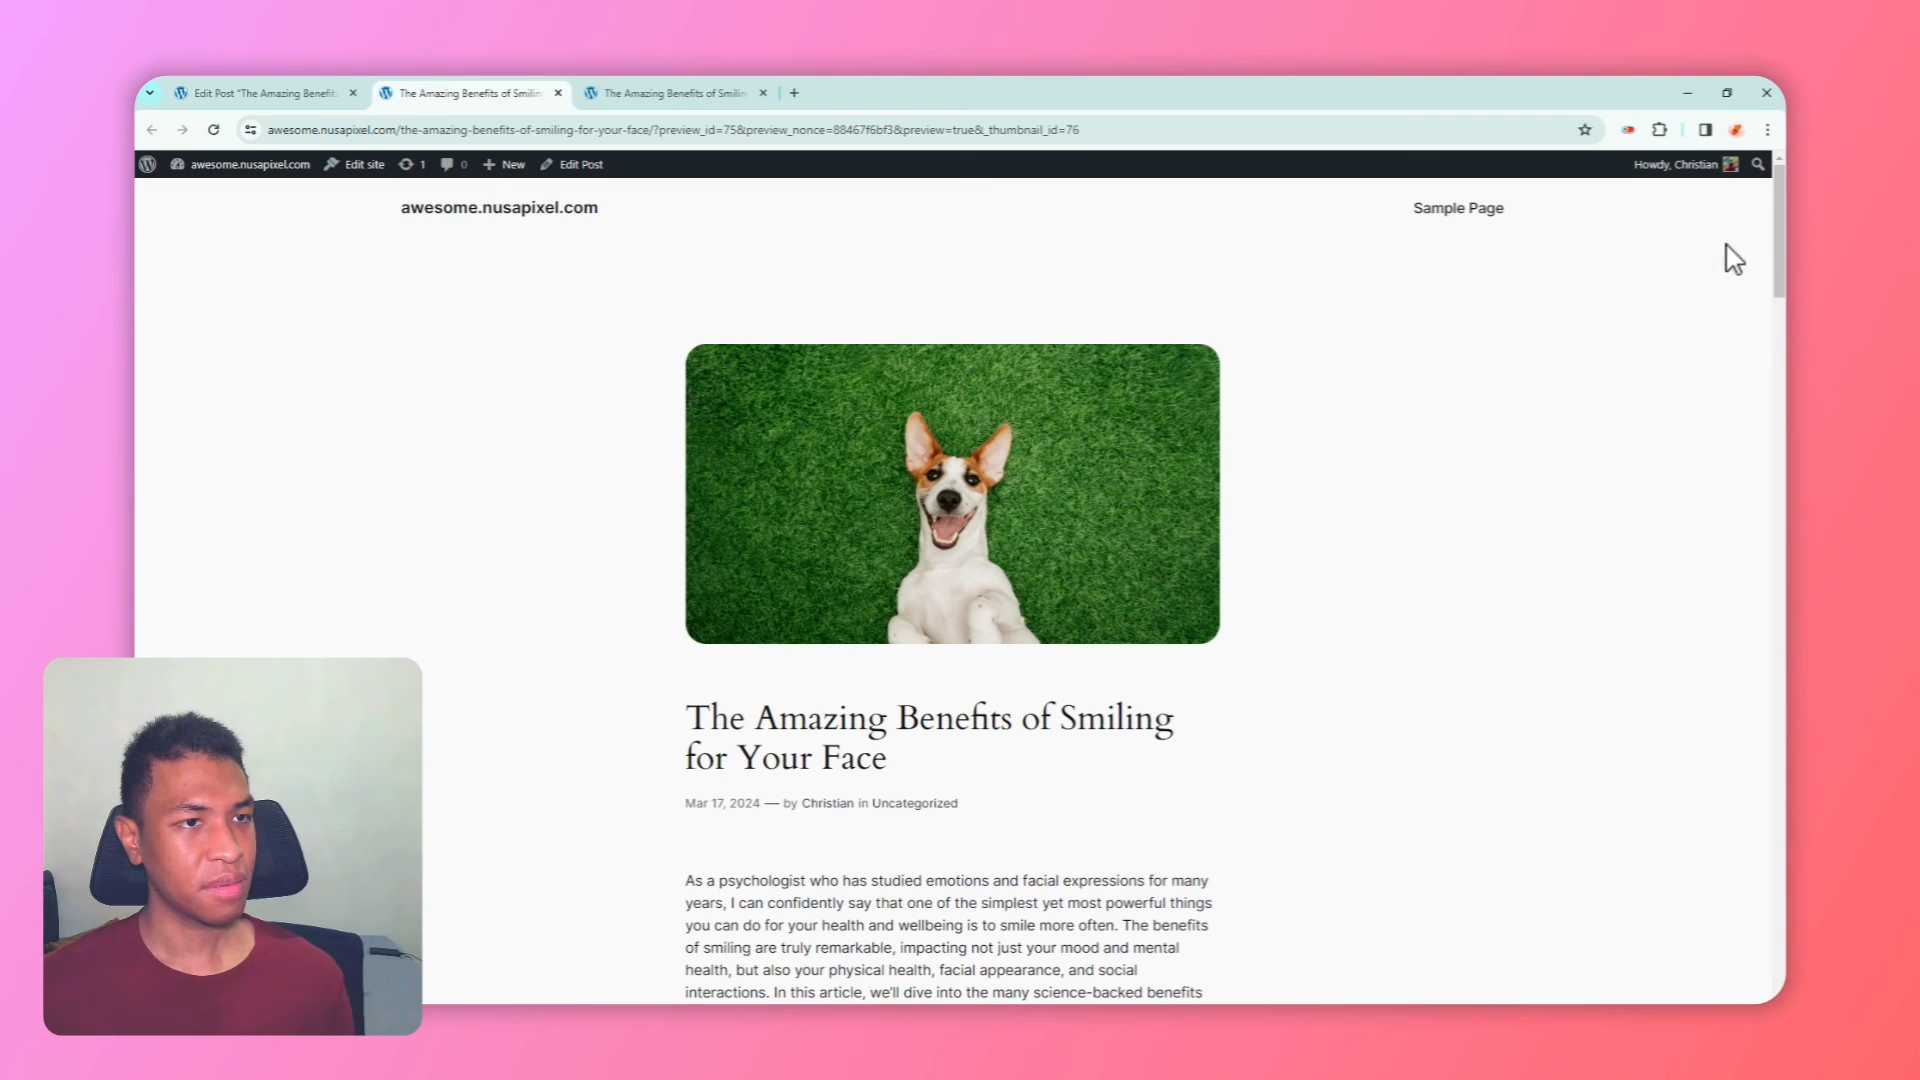 Edit Post "The Amazing Benefit
The Amazing Benefits of Smilin
The Amazing Benefits of Smilin
awesome.nusapixel.com/the-amazing-benefits-of-smiling-for-your-face/?preview_id=75&preview_nonce=88467f6bf3&preview=true&_thumbnail_id=76
awesome.nusapixel.com Edit site 1 0 New Edit Post Howdy, Christian
awesome.nusapixel.com Sample Page
The Amazing Benefits of Smiling
for Your Face
Mar 17, 2024 — by Christian in Uncategorized
As a psychologist who has studied emotions and facial expressions for many
years, I can confidently say that one of the simplest yet most powerful things
you can do for your health and wellbeing is to smile more often. The benefits
of smiling are truly remarkable, impacting not just your mood and mental
health, but also your physical health, facial appearance, and social
interactions. In this article, we'll dive into the many science-backed benefits